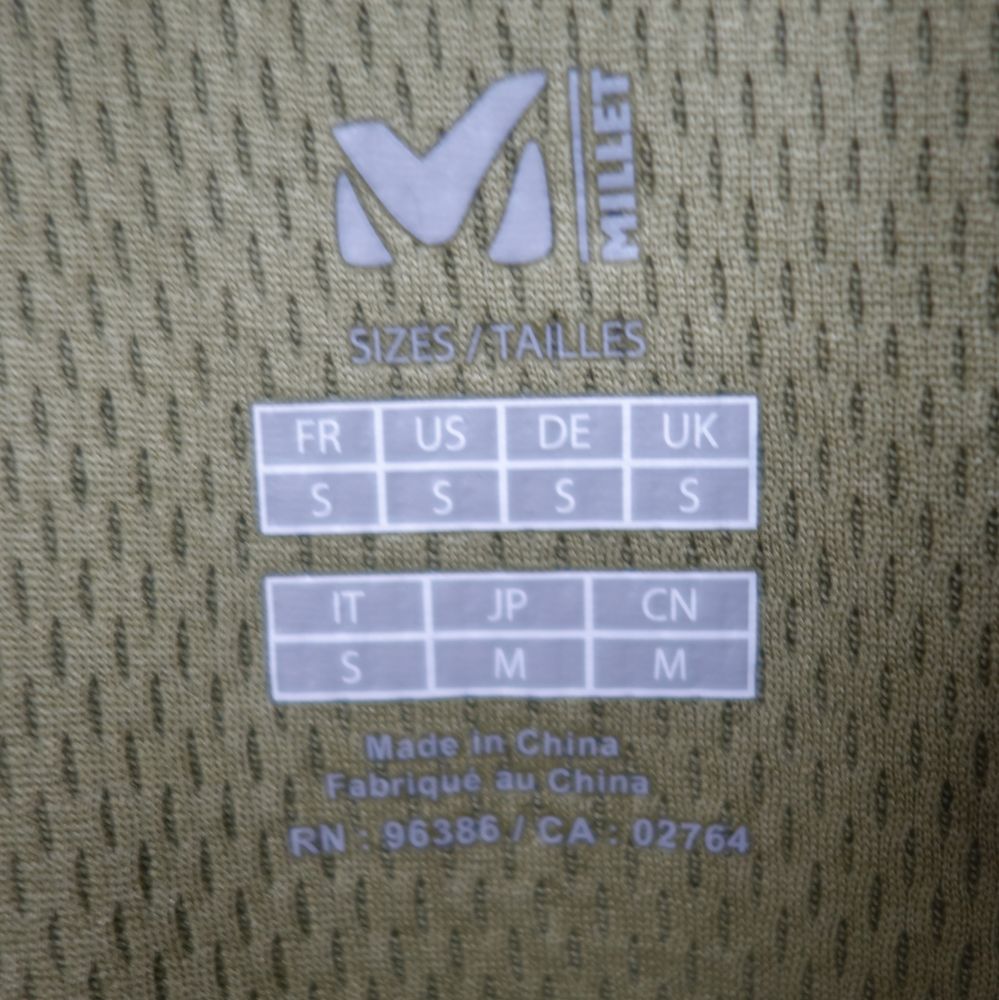 MILLET
SIZES / TAILLES
FR US DE UK
S S S S
IT JP CN
S M M
Made in China
Fabriqué au China
RN : 96386 / CA : 02764